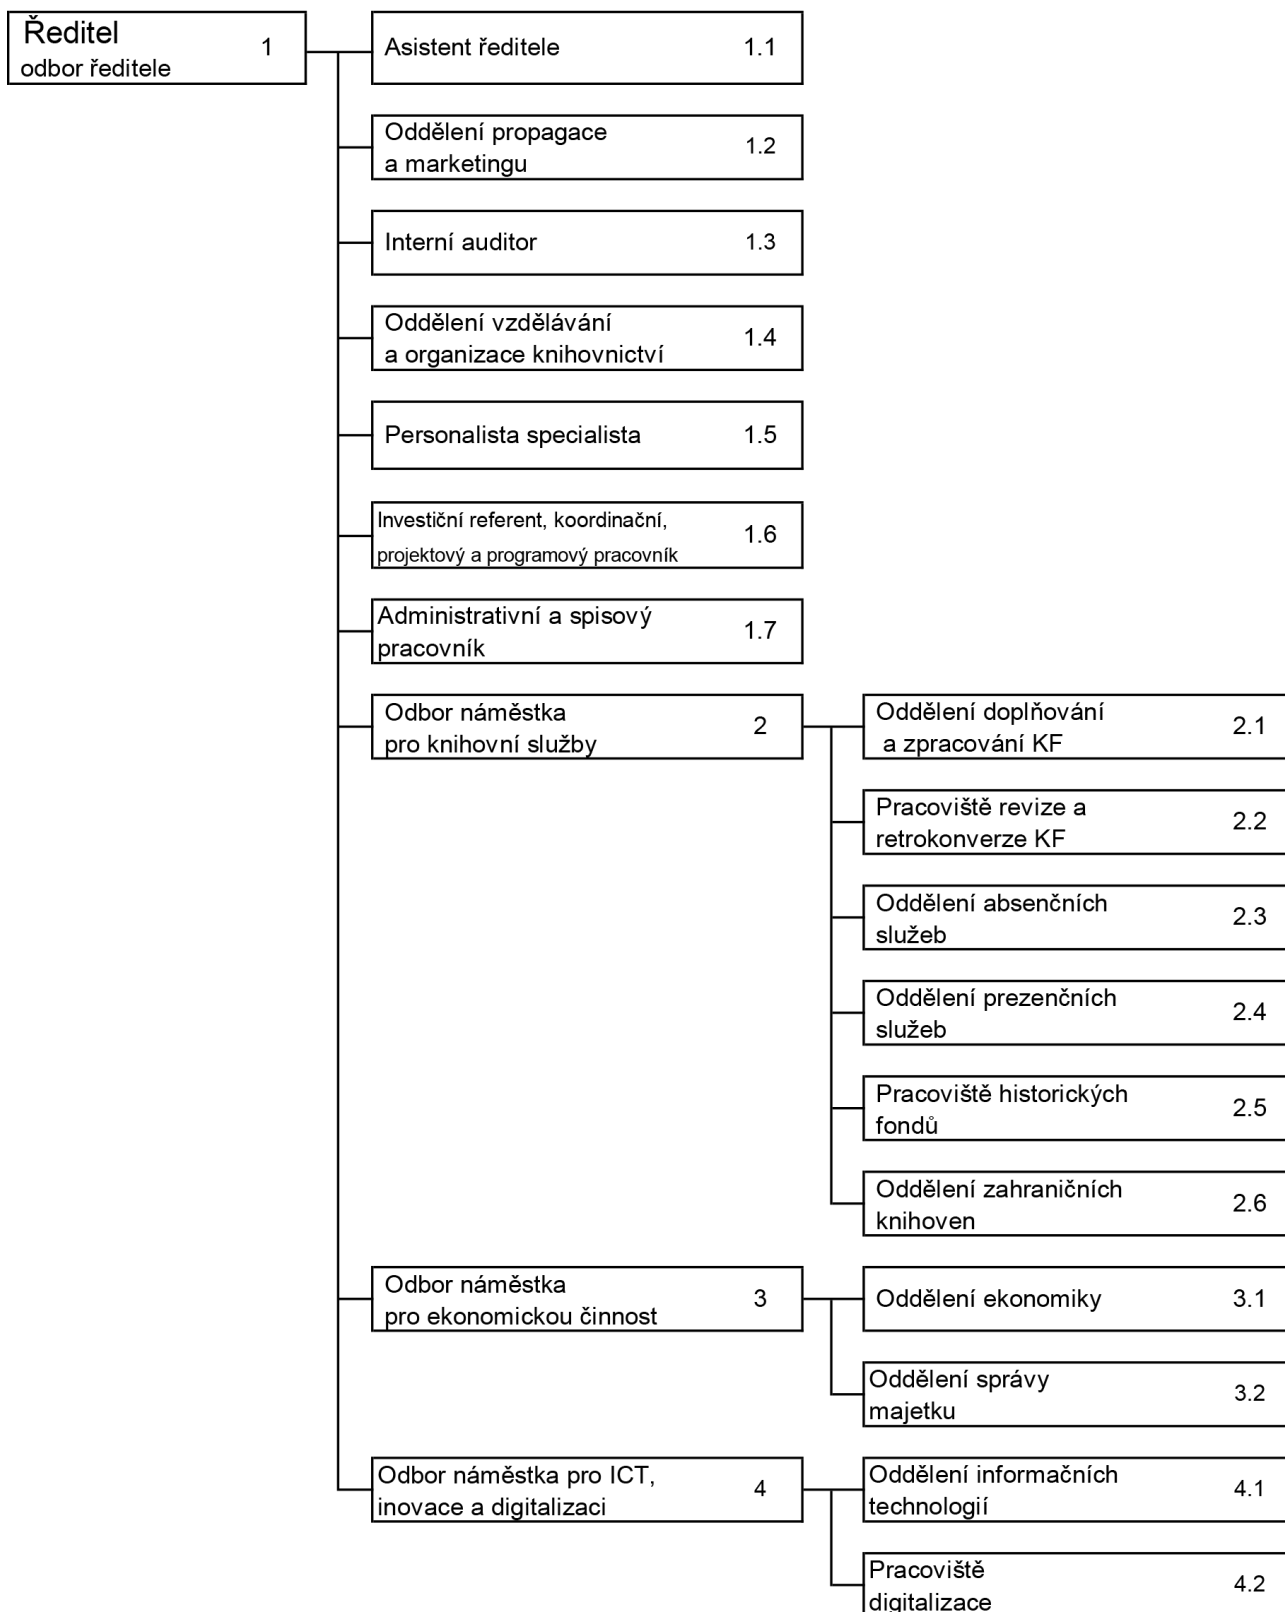 Ředitel
odbor ředitele
1
Asistent ředitele
1.1
Oddělení propagace
a marketingu
1.2
Interní auditor
1.3
Oddělení vzdělávání
a organizace knihovnictví
1.4
Personalista specialista
1.5
Investiční referent, koordinační,
projektový a programový pracovník
1.6
Administrativní a spisový
pracovník
1.7
Odbor náměstka
pro knihovní služby
2
Oddělení doplňování
a zpracování KF
2.1
Pracoviště revize a
retrokonverze KF
2.2
Oddělení absenčních
služeb
2.3
Oddělení prezenčních
služeb
2.4
Pracoviště historických
fondů
2.5
Oddělení zahraničních
knihoven
2.6
Odbor náměstka
pro ekonomickou činnost
3
Oddělení ekonomiky
3.1
Oddělení správy
majetku
3.2
Odbor náměstka pro ICT,
inovace a digitalizaci
4
Oddělení informačních
technologií
4.1
Pracoviště
digitalizace
4.2